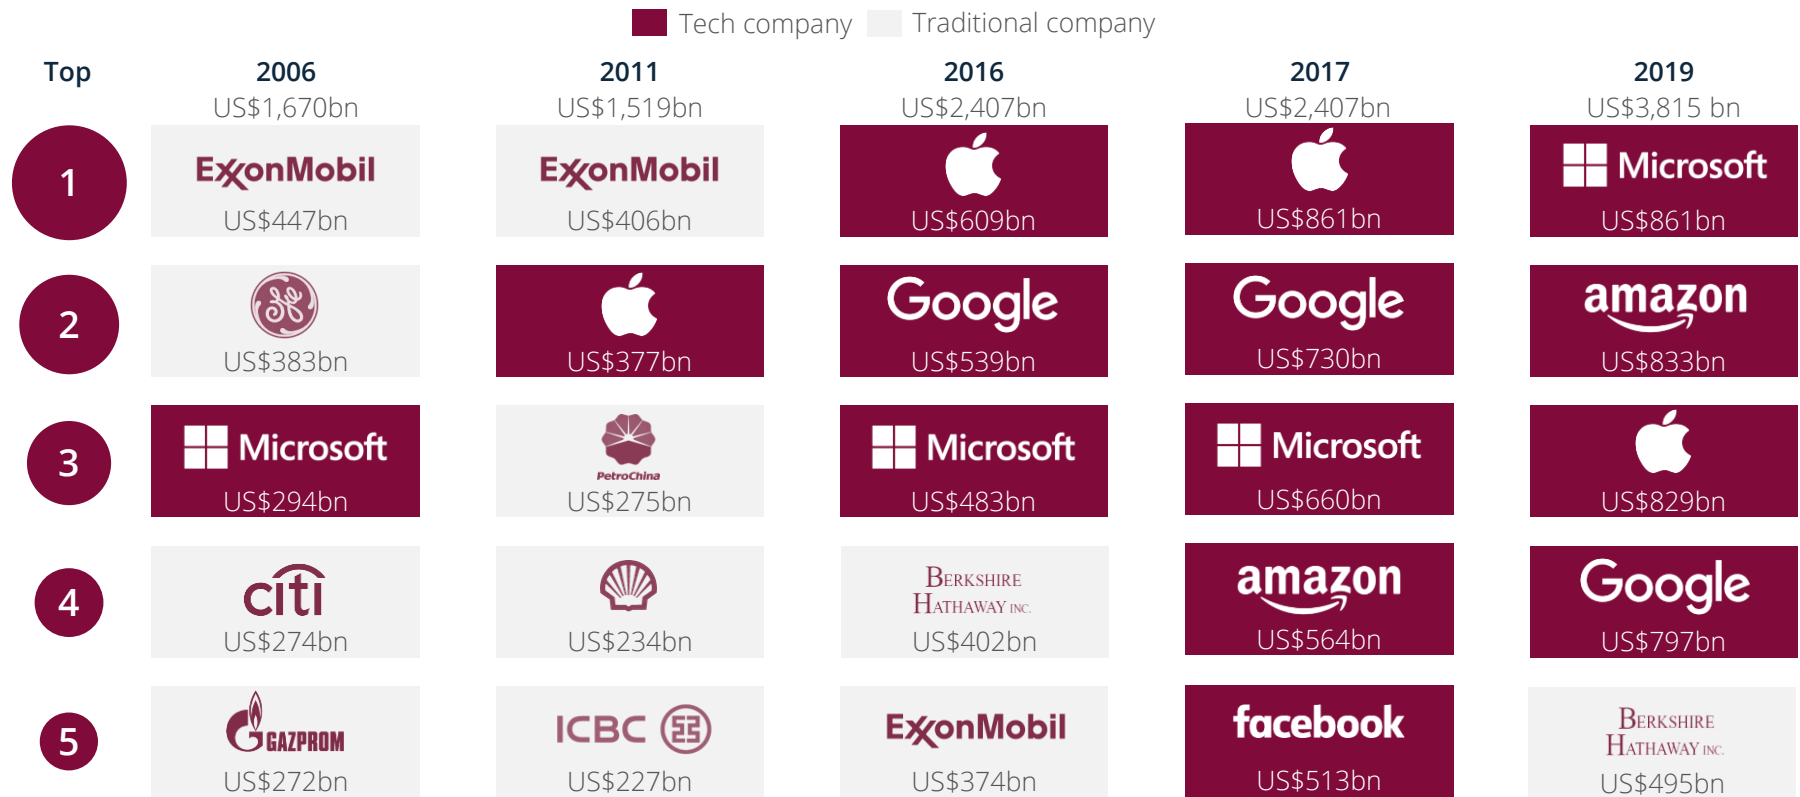 Tech company Traditional company
Top 2006 2011 2016 2017 2019
US$1,670bn US$1,519bn US$2,407bn US$2,407bn US$3,815 bn
1 ExxonMobil ExxonMobil Microsoft
US$447bn US$406bn US$609bn US$861bn US$861bn
2 GE Google Google amazon
US$383bn US$377bn US$539bn US$730bn US$833bn
3 Microsoft PetroChina Microsoft Microsoft
US$294bn US$275bn US$483bn US$660bn US$829bn
4 citi BERKSHIRE HATHAWAY INC. amazon Google
US$274bn US$234bn US$402bn US$564bn US$797bn
5 GAZPROM ICBC ExxonMobil facebook BERKSHIRE HATHAWAY INC.
US$272bn US$227bn US$374bn US$513bn US$495bn